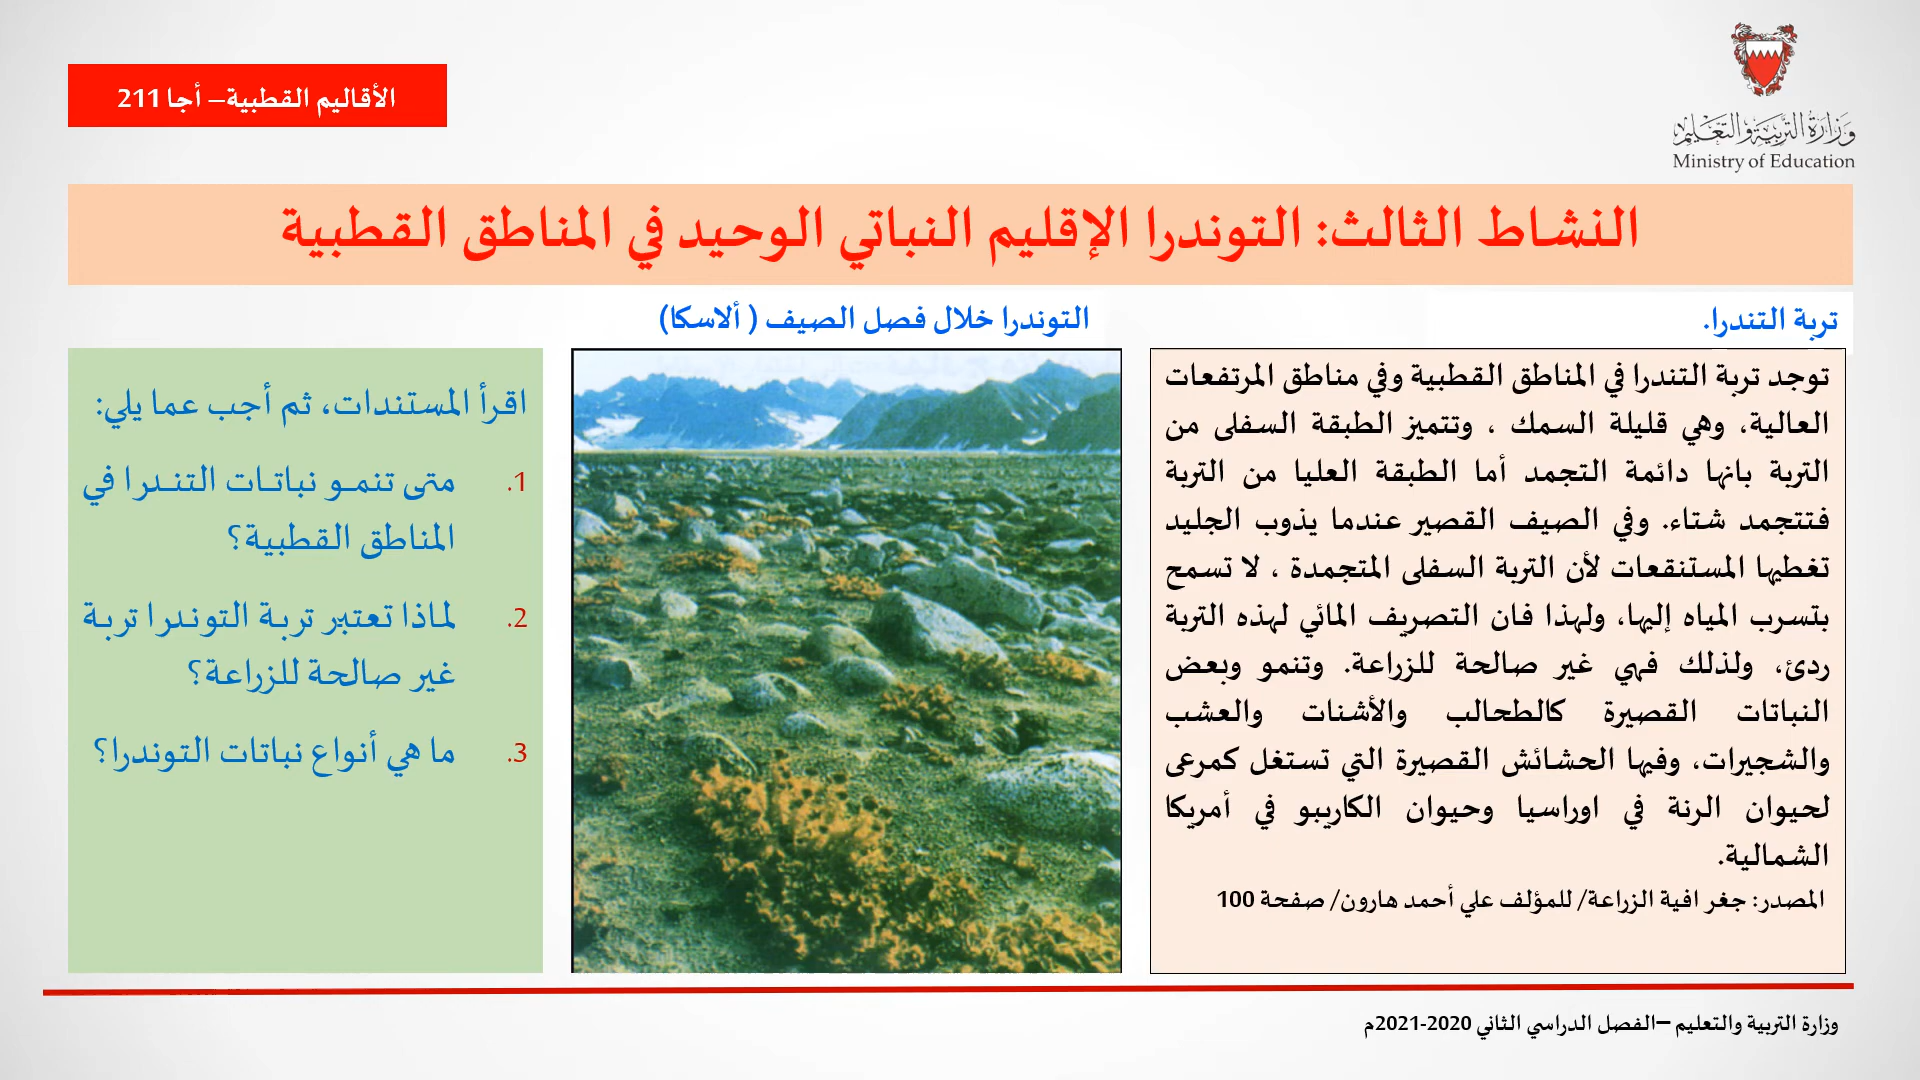 الأقاليم القطبية– أجا 211
وزارة التربية والتعليم
Ministry of Education
النشاط الثالث: التوندرا الإقليم النباتي الوحيد في المناطق القطبية
تربة التندرا.
توجد تربة التندرا في المناطق القطبية وفي مناطق المرتفعات
العالية، وهي قليلة السمك ، وتتميز الطبقة السفلى من
التربة بانها دائمة التجمد أما الطبقة العليا من التربة
فتتجمد شتاء. وفي الصيف القصير عندما يذوب الجليد
تغطيها المستنقعات لأن التربة السفلى المتجمدة ، لا تسمح
بتسرب المياه إليها، ولهذا فان التصريف المائي لهذه التربة
ردئ، ولذلك فهي غير صالحة للزراعة. وتنمو وبعض
النباتات القصيرة كالطحالب والأشنات والعشب
والشجيرات، وفيها الحشائش القصيرة التي تستغل كمرعى
لحيوان الرنة في اوراسيا وحيوان الكاريبو في أمريكا
الشمالية.
المصدر: جغرافية الزراعة/ للمؤلف علي أحمد هارون/ صفحة 100
التوندرا خلال فصل الصيف ( ألاسكا)
اقرأ المستندات، ثم أجب عما يلي:
1. متى تنمو نباتات التندرا في
المناطق القطبية؟
2. لماذا تعتبر تربة التوندرا تربة
غير صالحة للزراعة؟
3. ما هي أنواع نباتات التوندرا؟
وزارة التربية والتعليم –الفصل الدراسي الثاني 2020-2021م